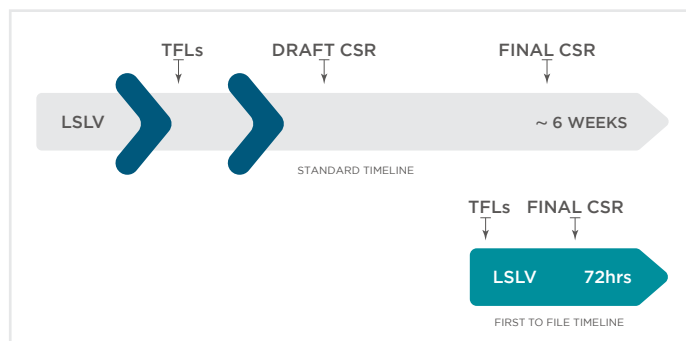 TFLs DRAFT CSR FINAL CSR
LSLV ~ 6 WEEKS
STANDARD TIMELINE
TFLs FINAL CSR
LSLV 72hrs
FIRST TO FILE TIMELINE